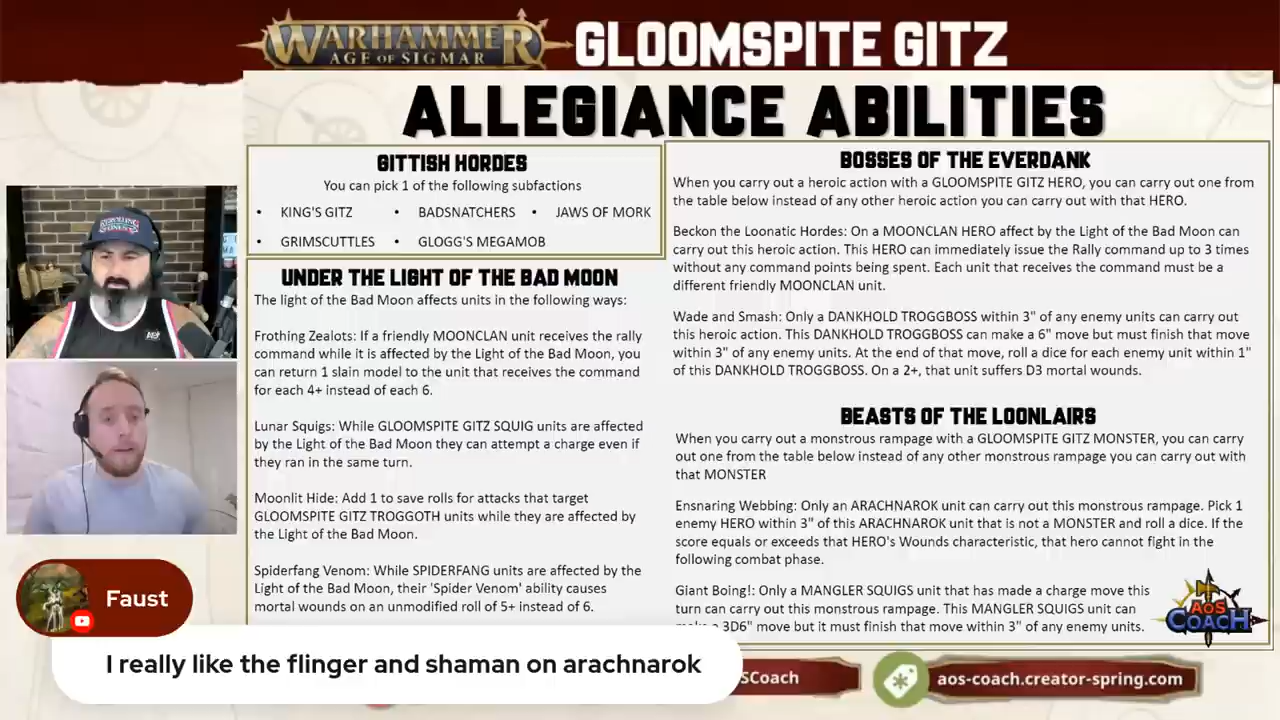 WARHAMMER
AGE OF SIGMAR
GLOOMSPITE GITZ
ALLEGIANCE ABILITIES
GITTISH HORDES
You can pick 1 of the following subfactions
• KING'S GITZ • BADSNATCHERS • JAWS OF MORK
• GRIMSCUTTLES • GLOGG'S MEGAMOB
UNDER THE LIGHT OF THE BAD MOON
The light of the Bad Moon affects units in the following ways:
Frothing Zealots: If a friendly MOONCLAN unit receives the rally
command while it is affected by the Light of the Bad Moon, you
can return 1 slain model to the unit that receives the command
for each 4+ instead of each 6.
Lunar Squigs: While GLOOMSPITE GITZ SQUIG units are affected
by the Light of the Bad Moon they can attempt a charge even if
they ran in the same turn.
Moonlit Hide: Add 1 to save rolls for attacks that target
GLOOMSPITE GITZ TROGGOTH units while they are affected by
the Light of the Bad Moon.
Spiderfang Venom: While SPIDERFANG units are affected by the
Light of the Bad Moon, their 'Spider Venom' ability causes
mortal wounds on an unmodified roll of 5+ instead of 6.
BOSSES OF THE EVERDANK
When you carry out a heroic action with a GLOOMSPITE GITZ HERO, you can carry out one from
the table below instead of any other heroic action you can carry out with that HERO.
Beckon the Loonatic Hordes: On a MOONCLAN HERO affect by the Light of the Bad Moon can
carry out this heroic action. This HERO can immediately issue the Rally command up to 3 times
without any command points being spent. Each unit that receives the command must be a
different friendly MOONCLAN unit.
Wade and Smash: Only a DANKHOLD TROGGBOSS within 3" of any enemy units can carry out
this heroic action. This DANKHOLD TROGGBOSS can make a 6" move but must finish that move
within 3" of any enemy units. At the end of that move, roll a dice for each enemy unit within 1"
of this DANKHOLD TROGGBOSS. On a 2+, that unit suffers D3 mortal wounds.
BEASTS OF THE LOONLAIRS
When you carry out a monstrous rampage with a GLOOMSPITE GITZ MONSTER, you can carry
out one from the table below instead of any other monstrous rampage you can carry out with
that MONSTER
Ensnaring Webbing: Only an ARACHNAROK unit can carry out this monstrous rampage. Pick 1
enemy HERO within 3" of this ARACHNAROK unit that is not a MONSTER and roll a dice. If the
score equals or exceeds that HERO's Wounds characteristic, that hero cannot fight in the
following combat phase.
Giant Boing!: Only a MANGLER SQUIGS unit that has made a charge move this
turn can carry out this monstrous rampage. This MANGLER SQUIGS unit can
3D6" move but it must finish that move within 3" of any enemy units.
AoS
COACH
Faust
I really like the flinger and shaman on arachnarok
SCoach
aos-coach.creator-spring.com